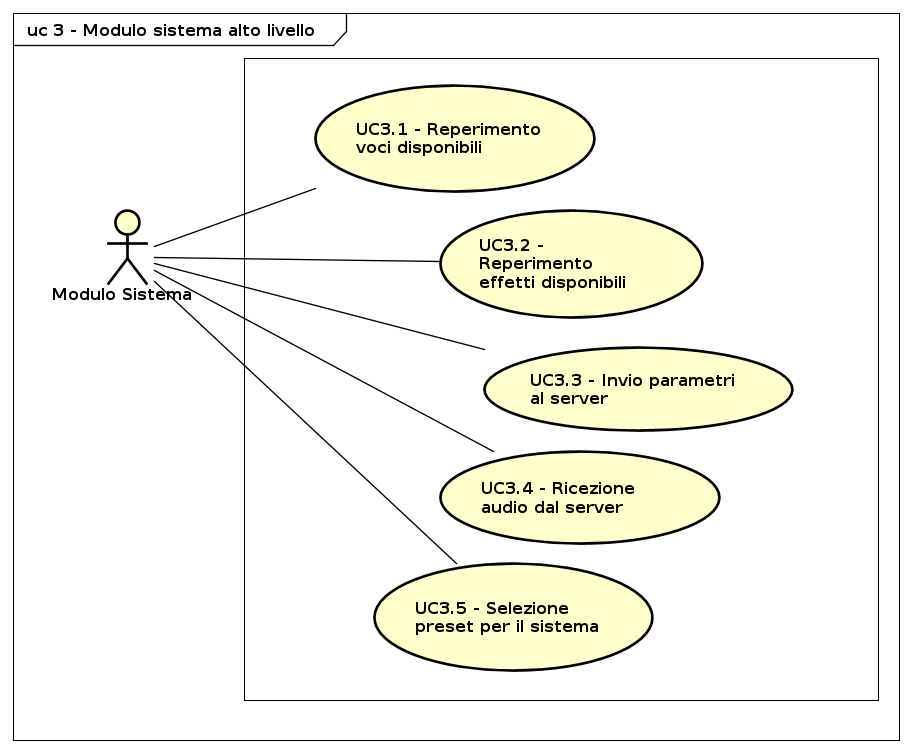 uc 3 - Modulo sistema alto livello
UC3.1 - Reperimento
voci disponibili
UC3.2 -
Reperimento
effetti disponibili
Modulo Sistema
UC3.3 - Invio parametri
al server
UC3.4 - Ricezione
audio dal server
UC3.5 - Selezione
preset per il sistema